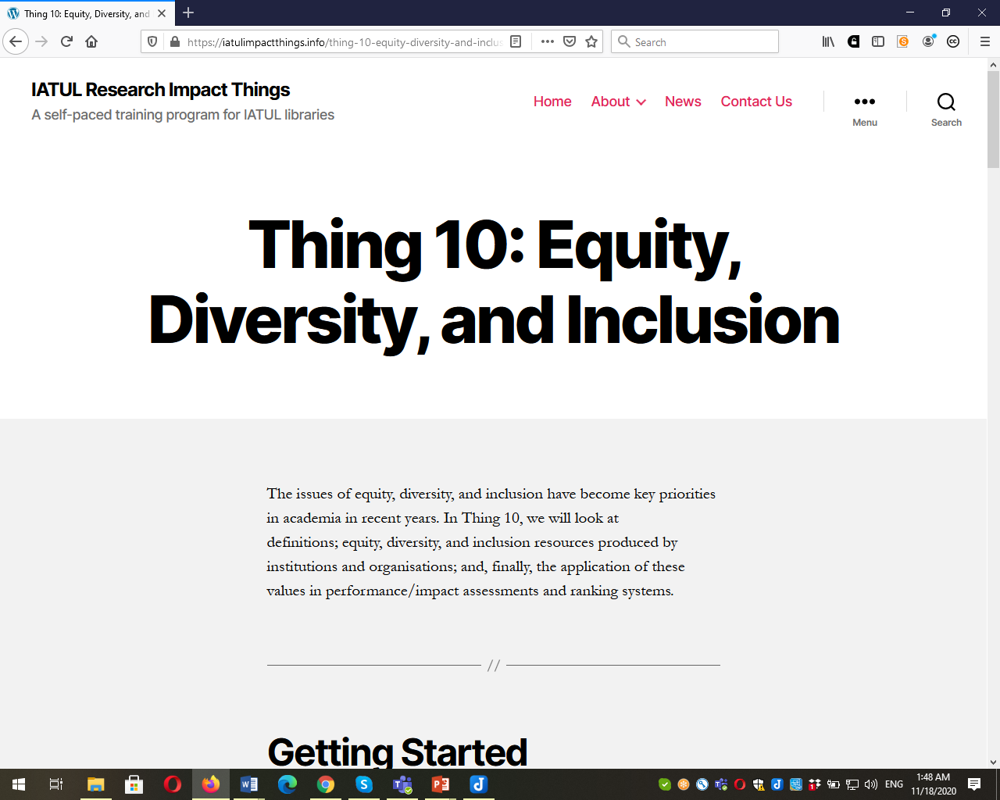 Thing 10: Equity, Diversity, and
https://iatulimpactthings.info/thing-10-equity-diversity-and-inclus
Search
IATUL Research Impact Things
A self-paced training program for IATUL libraries
Home
About
News
Contact Us
Menu
Search
Thing 10: Equity,
Diversity, and Inclusion
The issues of equity, diversity, and inclusion have become key priorities
in academia in recent years. In Thing 10, we will look at
definitions; equity, diversity, and inclusion resources produced by
institutions and organisations; and, finally, the application of these
values in performance/impact assessments and ranking systems.
//
Getting Started
ENG
1:48 AM
11/18/2020